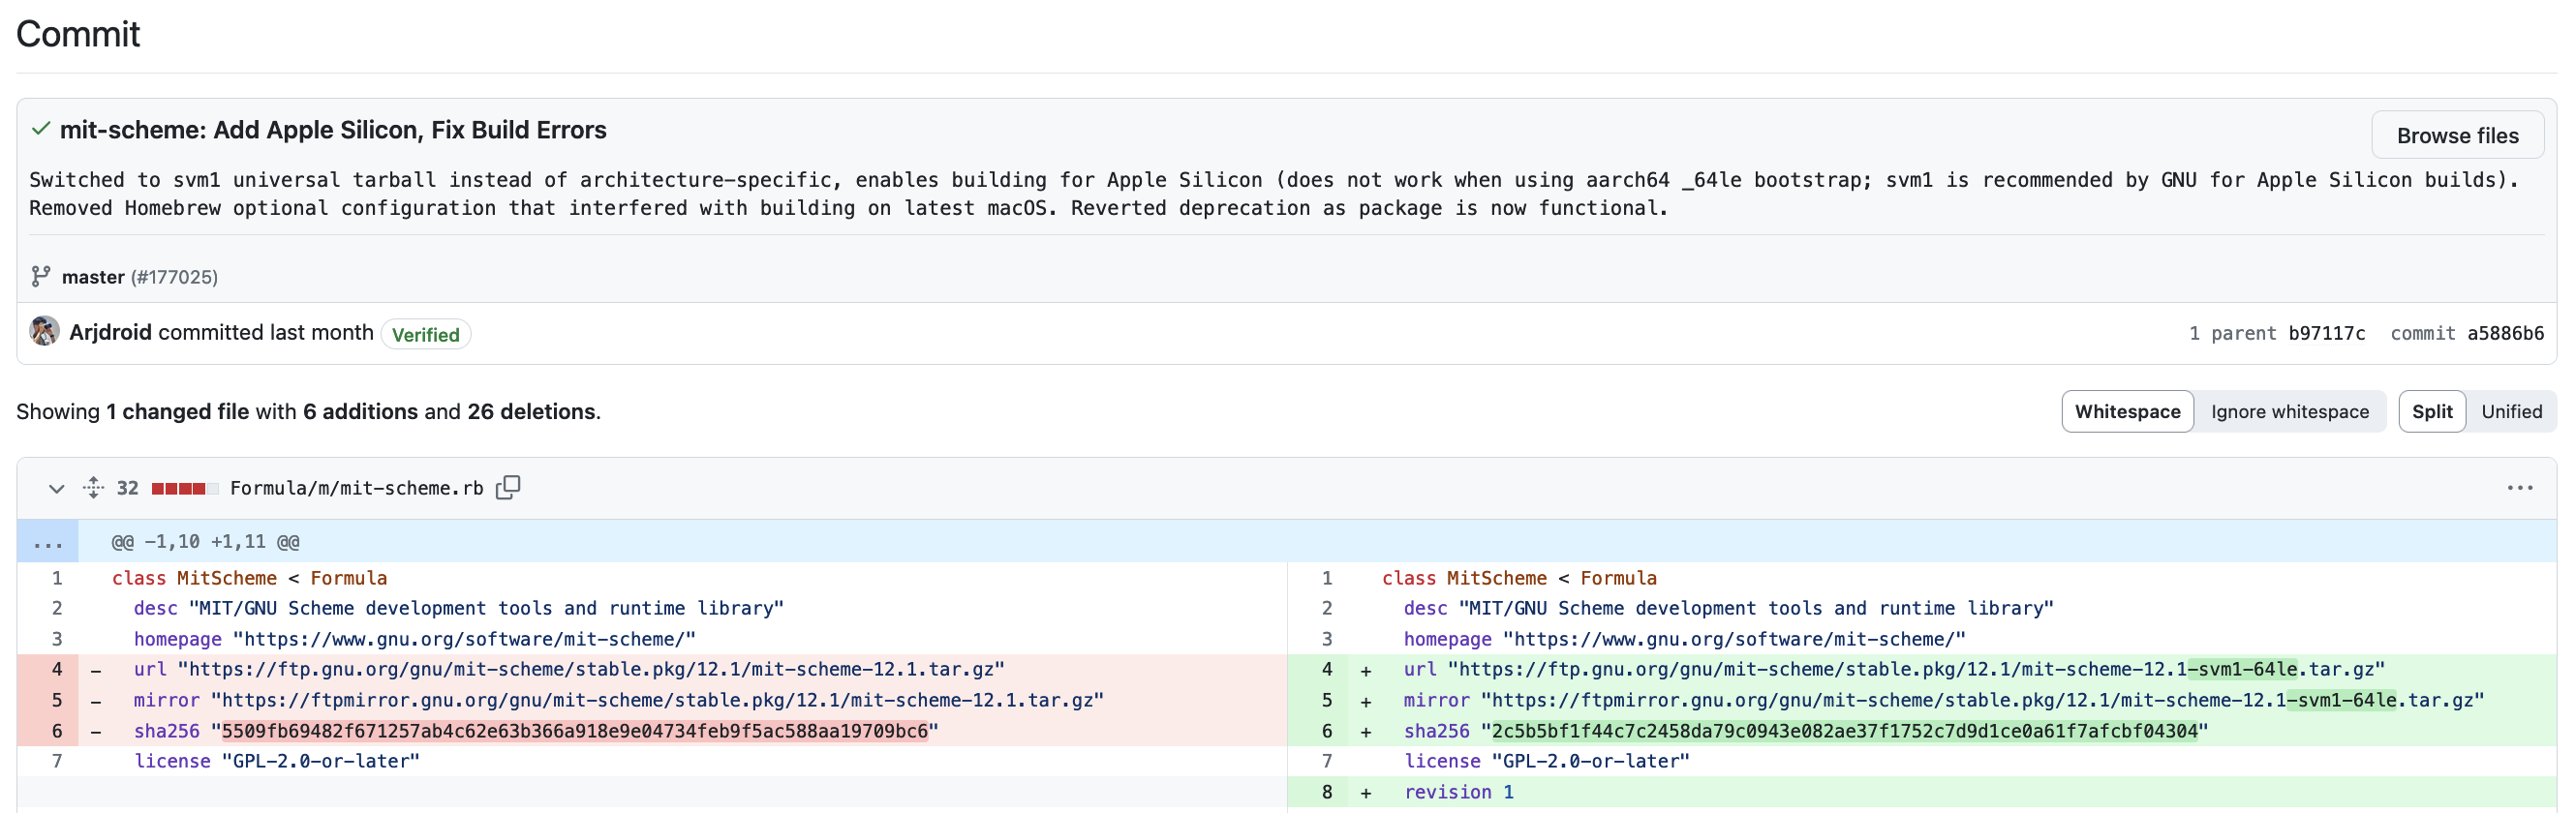 Commit
mit-scheme: Add Apple Silicon, Fix Build Errors
Browse files
Switched to svm1 universal tarball instead of architecture-specific, enables building for Apple Silicon (does not work when using aarch64 _64le bootstrap; svm1 is recommended by GNU for Apple Silicon builds).
Removed Homebrew optional configuration that interfered with building on latest macOS. Reverted deprecation as package is now functional.
master (#177025)
Arjdroid committed last month Verified
1 parent b97117c commit a5886b6
Showing 1 changed file with 6 additions and 26 deletions.
Whitespace Ignore whitespace Split Unified
32 Formula/m/mit-scheme.rb
... @@ -1,10 +1,11 @@
1 class MitScheme < Formula
2 desc "MIT/GNU Scheme development tools and runtime library"
3 homepage "https://www.gnu.org/software/mit-scheme/"
4 - url "https://ftp.gnu.org/gnu/mit-scheme/stable.pkg/12.1/mit-scheme-12.1.tar.gz"
5 - mirror "https://ftpmirror.gnu.org/gnu/mit-scheme/stable.pkg/12.1/mit-scheme-12.1.tar.gz"
6 - sha256 "5509fb69482f671257ab4c62e63b366a918e9e04734feb9f5ac588aa19709bc6"
7 license "GPL-2.0-or-later"
1 class MitScheme < Formula
2 desc "MIT/GNU Scheme development tools and runtime library"
3 homepage "https://www.gnu.org/software/mit-scheme/"
4 + url "https://ftp.gnu.org/gnu/mit-scheme/stable.pkg/12.1/mit-scheme-12.1-svm1-64le.tar.gz"
5 + mirror "https://ftpmirror.gnu.org/gnu/mit-scheme/stable.pkg/12.1/mit-scheme-12.1-svm1-64le.tar.gz"
6 + sha256 "2c5b5bf1f44c7c2458da79c0943e082ae37f1752c7d9d1ce0a61f7afcbf04304"
7 license "GPL-2.0-or-later"
8 + revision 1